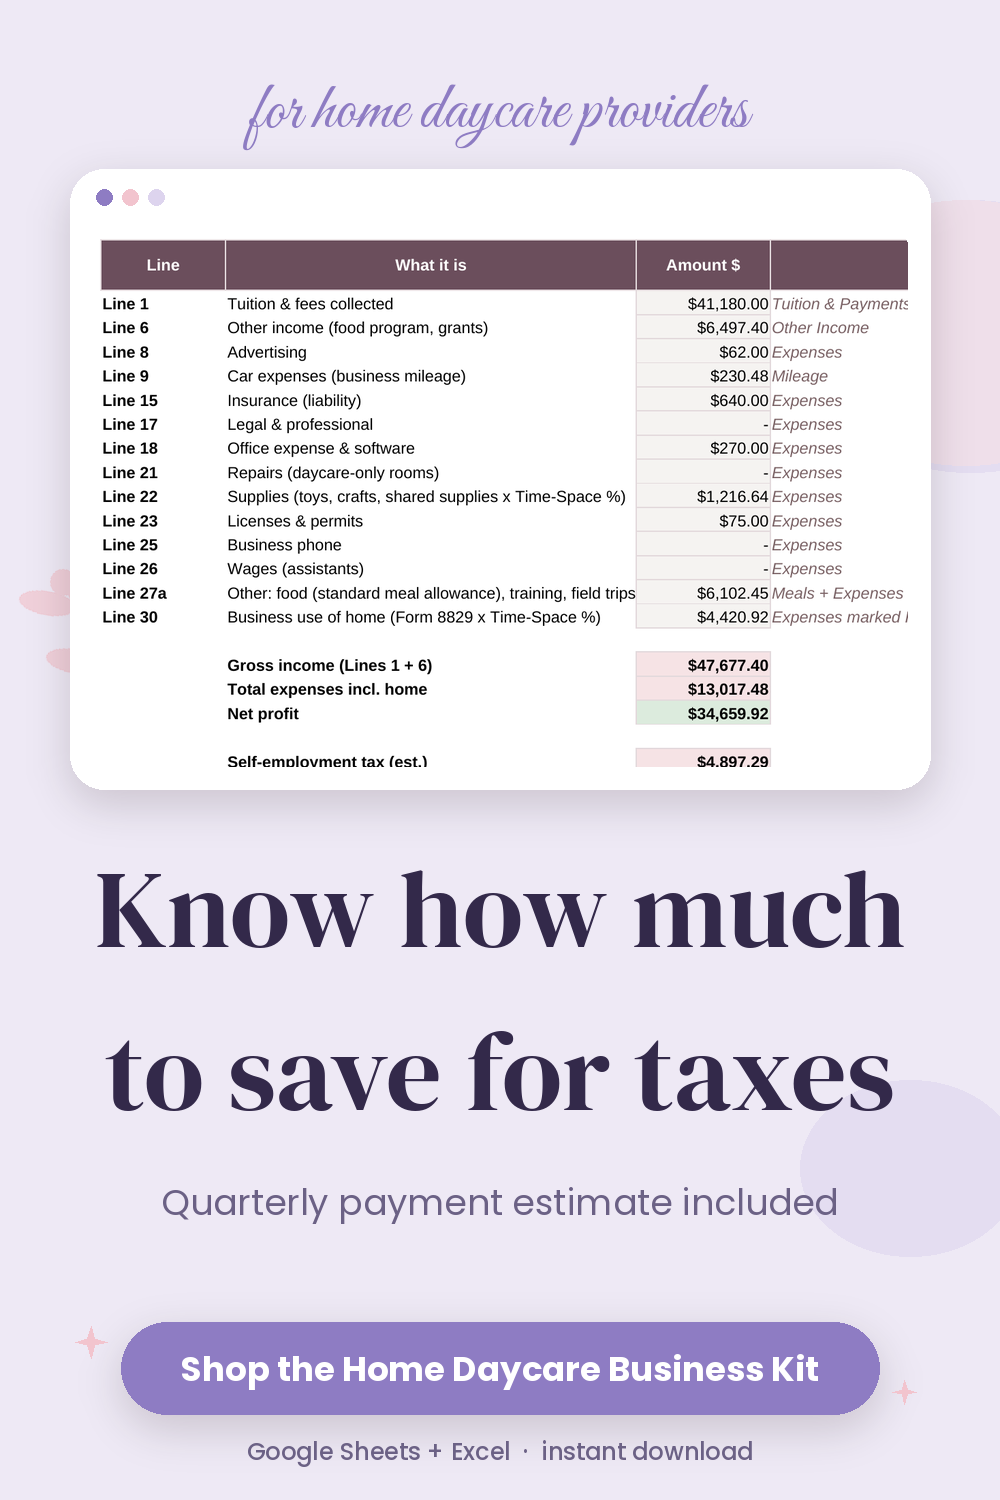 for home daycare providers
Line What it is Amount $
Line 1 Tuition & fees collected $41,180.00 Tuition & Payments
Line 6 Other income (food program, grants) $6,497.40 Other Income
Line 8 Advertising $62.00 Expenses
Line 9 Car expenses (business mileage) $230.48 Mileage
Line 15 Insurance (liability) $640.00 Expenses
Line 17 Legal & professional - Expenses
Line 18 Office expense & software $270.00 Expenses
Line 21 Repairs (daycare-only rooms) - Expenses
Line 22 Supplies (toys, crafts, shared supplies x Time-Space %) $1,216.64 Expenses
Line 23 Licenses & permits $75.00 Expenses
Line 25 Business phone - Expenses
Line 26 Wages (assistants) - Expenses
Line 27a Other: food (standard meal allowance), training, field trips $6,102.45 Meals + Expenses
Line 30 Business use of home (Form 8829 x Time-Space %) $4,420.92 Expenses marked
Gross income (Lines 1 + 6) $47,677.40
Total expenses incl. home $13,017.48
Net profit $34,659.92
Self-employment tax (est.) $4,897.29
Know how much
to save for taxes
Quarterly payment estimate included
Shop the Home Daycare Business Kit
Google Sheets + Excel · instant download